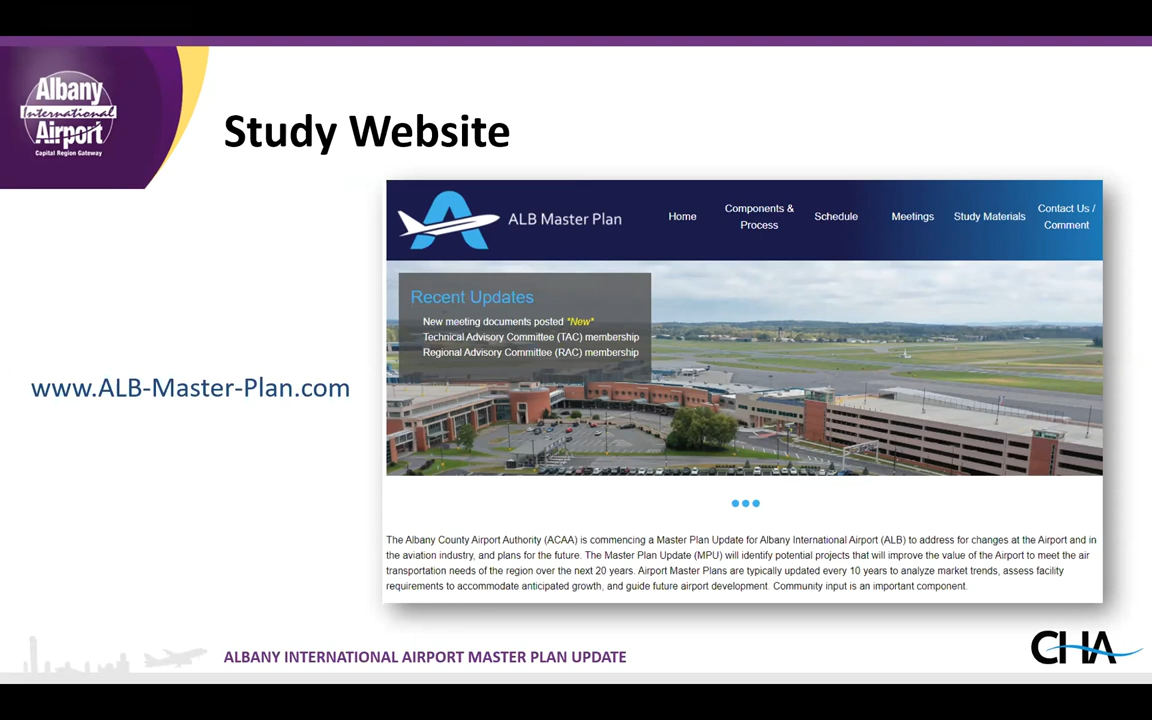 Albany
International
Airport
Capital Region Gateway
Study Website
www.ALB-Master-Plan.com
ALB Master Plan
Home
Components &
Process
Schedule
Meetings
Study Materials
Contact Us /
Comment
Recent Updates
New meeting documents posted *New*
Technical Advisory Committee (TAC) membership
Regional Advisory Committee (RAC) membership
The Albany County Airport Authority (ACAA) is commencing a Master Plan Update for Albany International Airport (ALB) to address for changes at the Airport and in
the aviation industry, and plans for the future. The Master Plan Update (MPU) will identify potential projects that will improve the value of the Airport to meet the air
transportation needs of the region over the next 20 years. Airport Master Plans are typically updated every 10 years to analyze market trends, assess facility
requirements to accommodate anticipated growth, and guide future airport development. Community input is an important component.
ALBANY INTERNATIONAL AIRPORT MASTER PLAN UPDATE
CHA